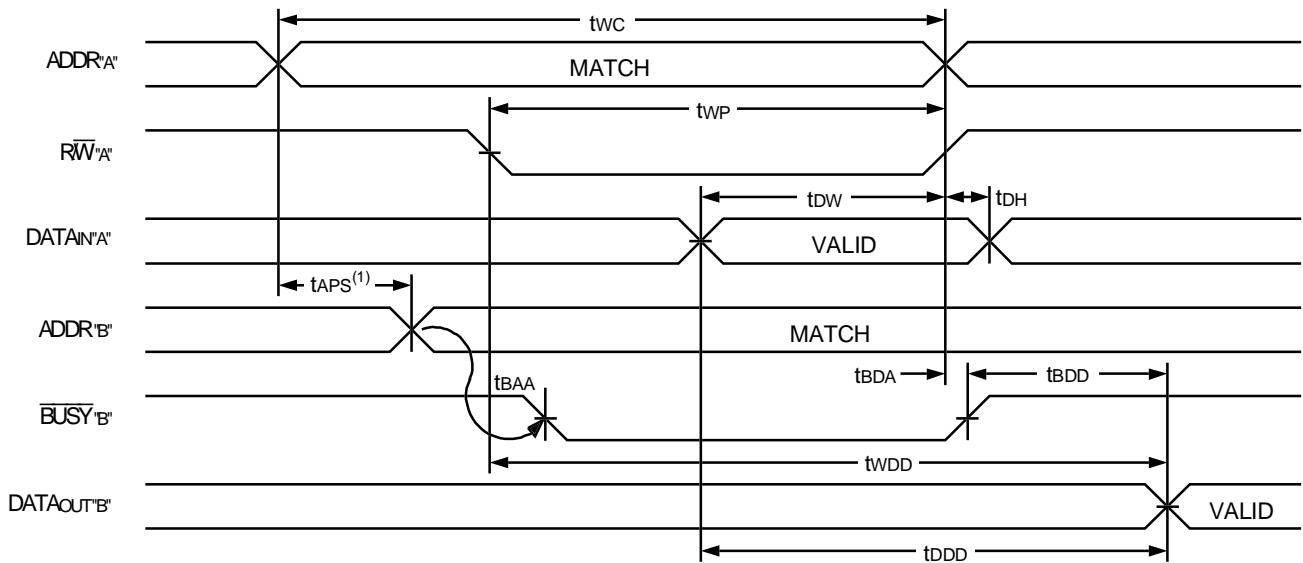 tWC
ADDR"A"
MATCH
tWP
R/W̅"A"
tDW
tDH
DATAIN"A"
VALID
tAPS(1)
ADDR"B"
MATCH
tBAA
tBDA
tBDD
B̅U̅S̅Y̅"B"
tWDD
DATAOUT"B"
VALID
tDDD